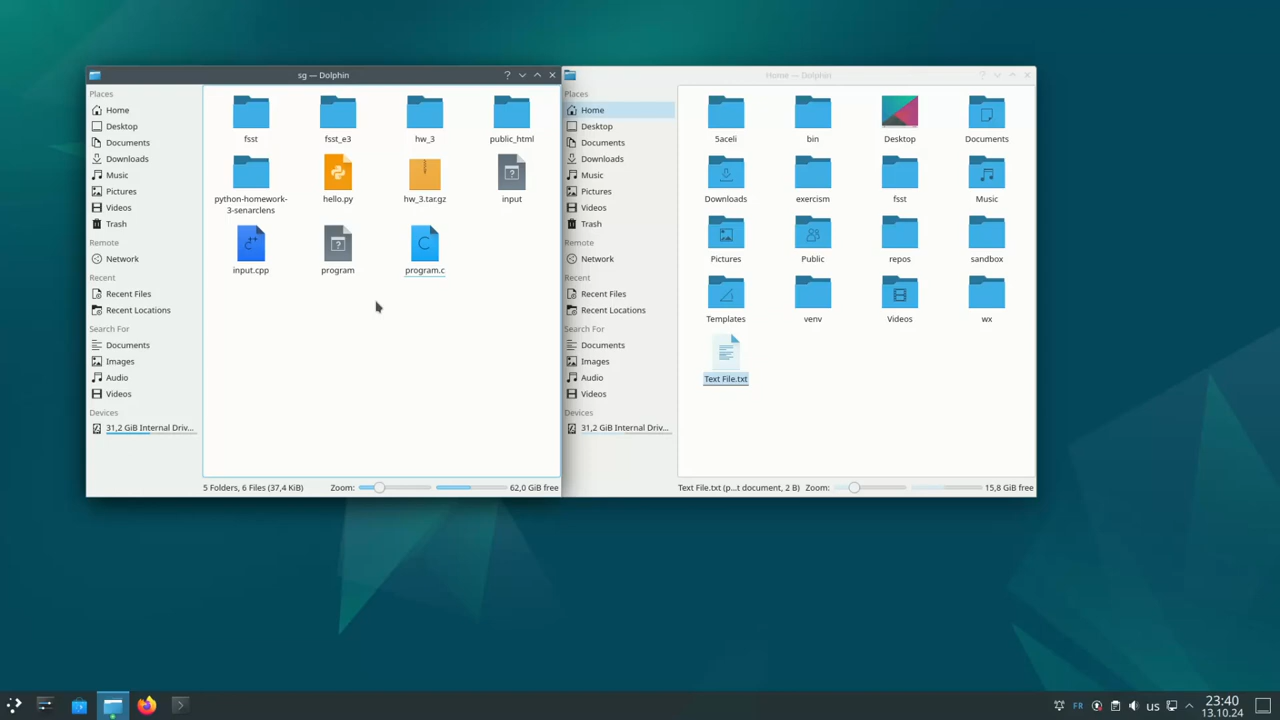 sg — Dolphin
Places
Home
Desktop
Documents
Downloads
Music
Pictures
Videos
Trash
Remote
Network
Recent
Recent Files
Recent Locations
Search For
Documents
Images
Audio
Videos
Devices
31,2 GiB Internal Driv...
fsst
fsst_e3
hw_3
public_html
python-homework-
3-senarclens
hello.py
hw_3.tar.gz
input
input.cpp
program
program.c
5 Folders, 6 Files (37,4 KiB)
Zoom:
62,0 GiB free
Home — Dolphin
Places
Home
Desktop
Documents
Downloads
Music
Pictures
Videos
Trash
Remote
Network
Recent
Recent Files
Recent Locations
Search For
Documents
Images
Audio
Videos
Devices
31,2 GiB Internal Driv...
5aceli
bin
Desktop
Documents
Downloads
exercism
fsst
Music
Pictures
Public
repos
sandbox
Templates
venv
Videos
wx
Text File.txt
Text File.txt (p...t document, 2 B)
Zoom:
15,8 GiB free
FR
us
23:40
13.10.24